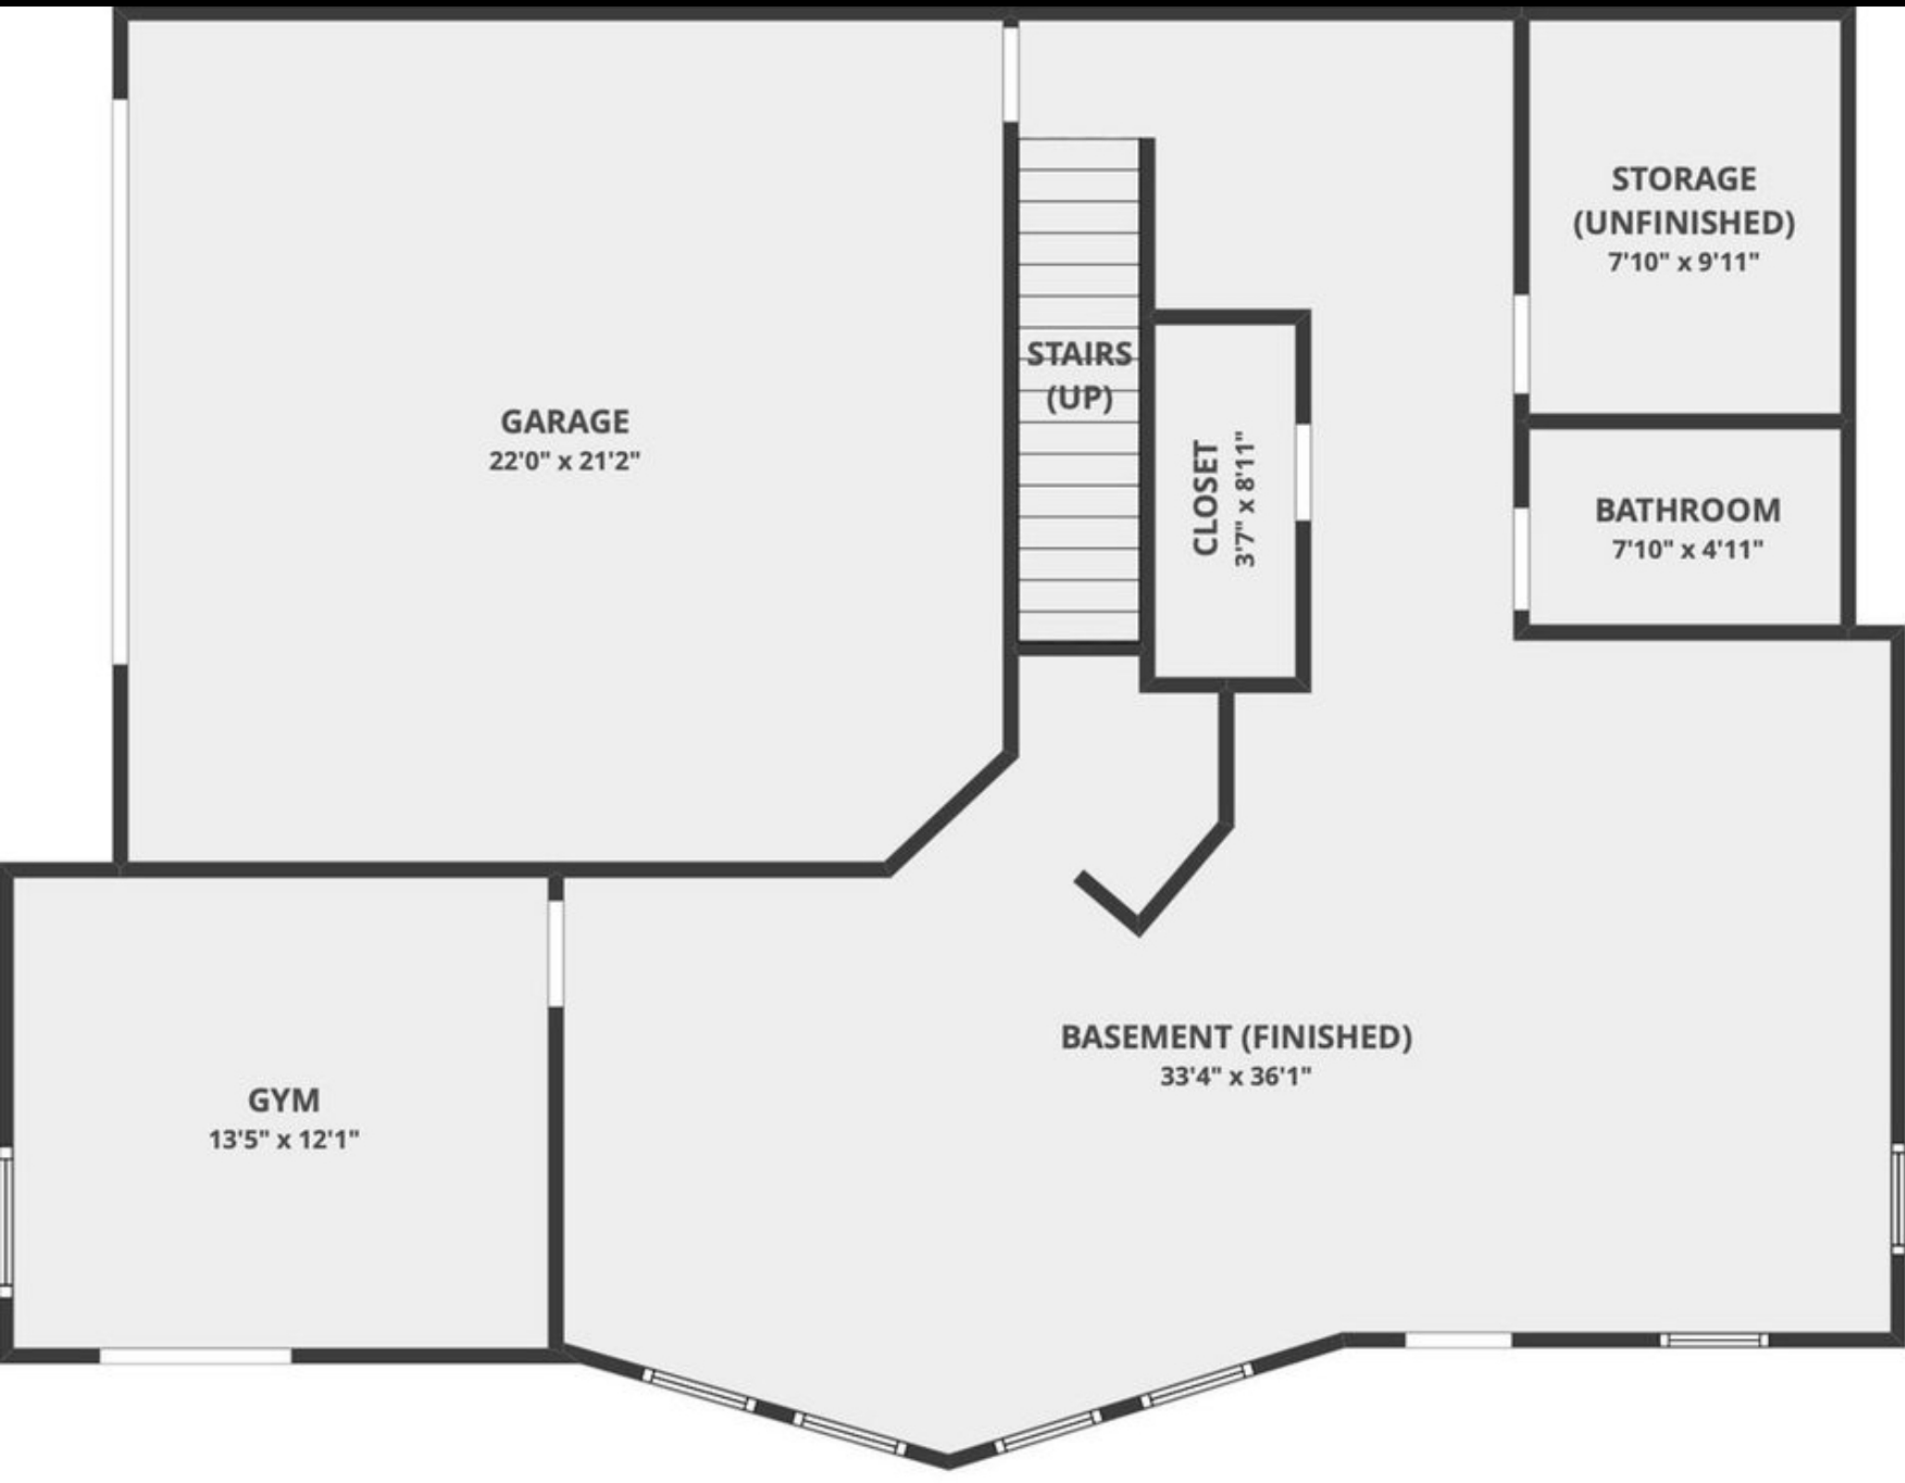 STORAGE
(UNFINISHED)
7'10" x 9'11"
STAIRS
(UP)
GARAGE
22'0" x 21'2"
CLOSET
3'7" x 8'11"
BATHROOM
7'10" x 4'11"
BASEMENT (FINISHED)
33'4" x 36'1"
GYM
13'5" x 12'1"